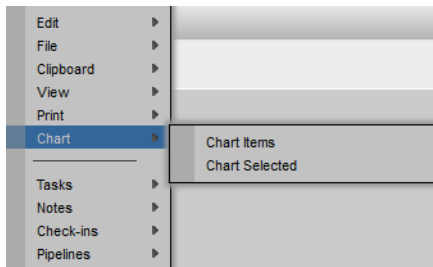 Edit
File
Clipboard
View
Print
Chart
Chart Items
Chart Selected
Tasks
Notes
Check-ins
Pipelines